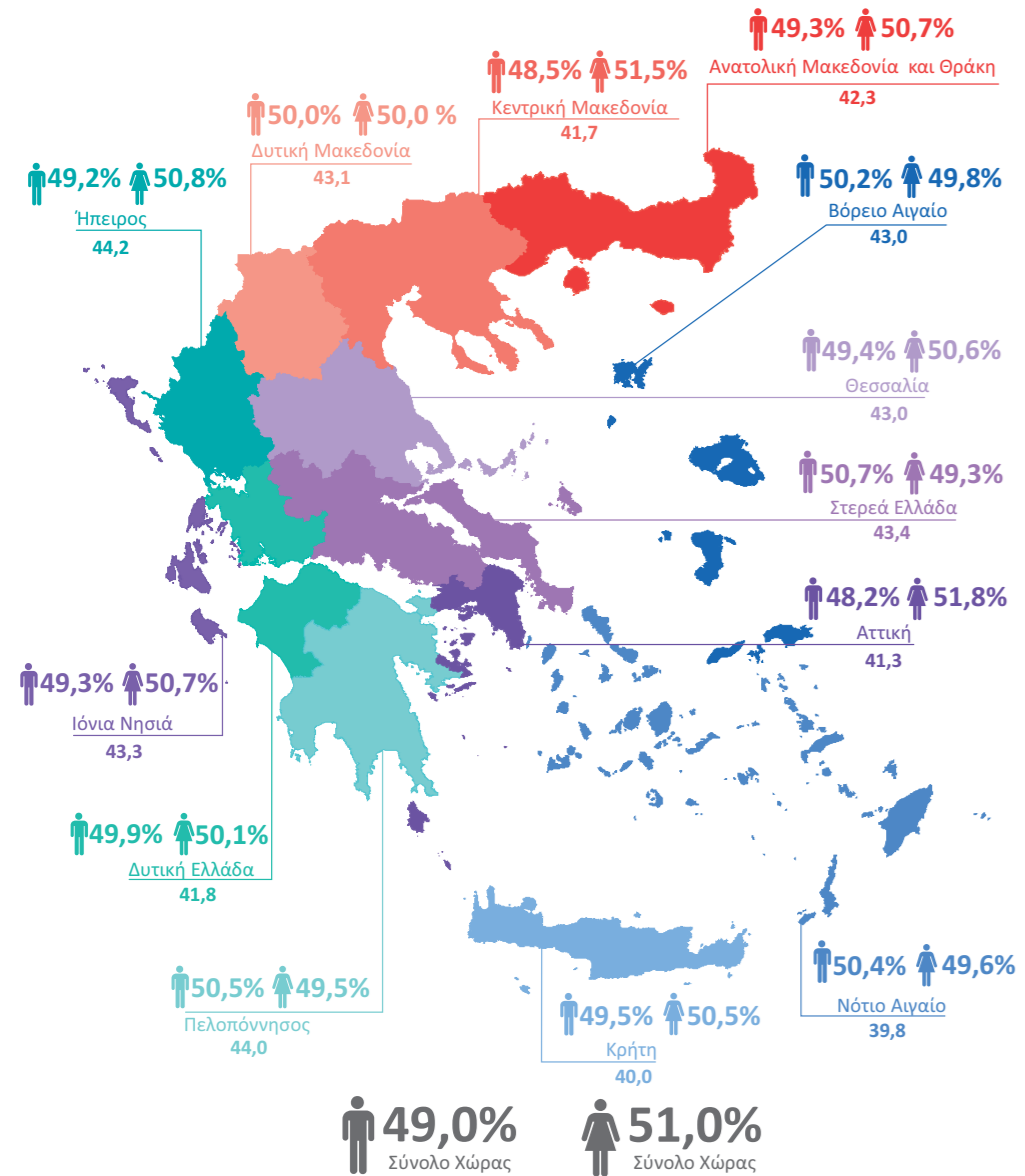 49,3% 50,7%
Ανατολική Μακεδονία και Θράκη
42,3
48,5% 51,5%
Κεντρική Μακεδονία
41,7
50,0% 50,0 %
Δυτική Μακεδονία
43,1
49,2% 50,8%
Ήπειρος
44,2
50,2% 49,8%
Βόρειο Αιγαίο
43,0
49,4% 50,6%
Θεσσαλία
43,0
50,7% 49,3%
Στερεά Ελλάδα
43,4
48,2% 51,8%
Αττική
41,3
49,3% 50,7%
Ιόνια Νησιά
43,3
49,9% 50,1%
Δυτική Ελλάδα
41,8
50,5% 49,5%
Πελοπόννησος
44,0
49,5% 50,5%
Κρήτη
40,0
50,4% 49,6%
Νότιο Αιγαίο
39,8
49,0% 51,0%
Σύνολο Χώρας Σύνολο Χώρας